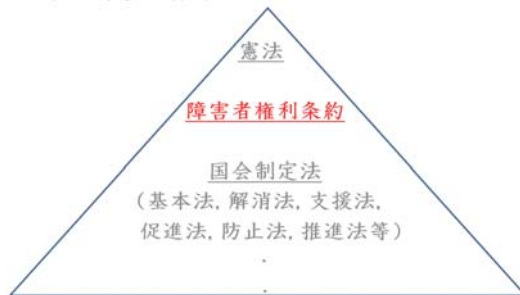 憲法
障害者権利条約
国会制定法
(基本法, 解消法, 支援法,
促進法, 防止法, 推進法等)
.
.